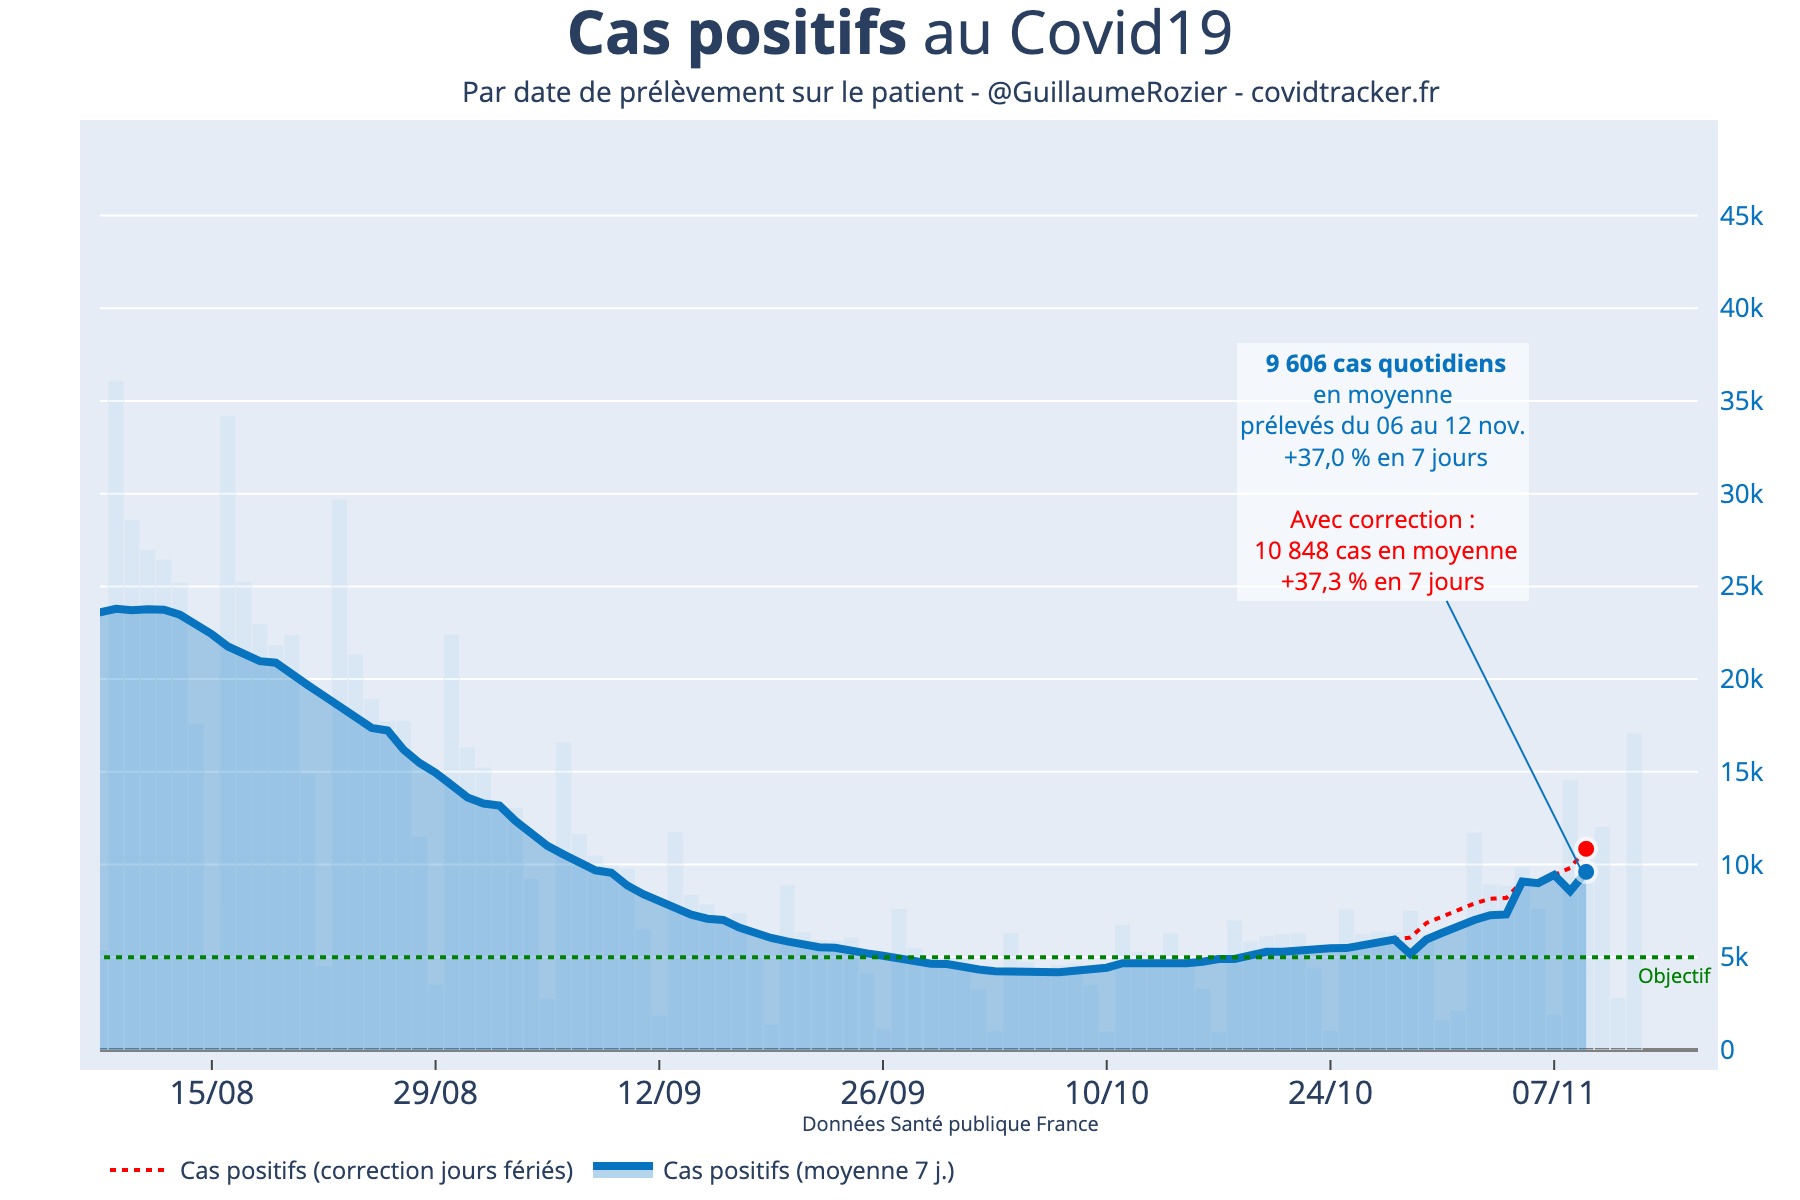 Cas positifs au Covid19
Par date de prélèvement sur le patient - @GuillaumeRozier - covidtracker.fr
45k
40k
35k
30k
25k
20k
15k
10k
5k
0
9 606 cas quotidiens
en moyenne
prélevés du 06 au 12 nov.
+37,0 % en 7 jours
Avec correction :
10 848 cas en moyenne
+37,3 % en 7 jours
Objectif
15/08
29/08
12/09
26/09
10/10
24/10
07/11
Données Santé publique France
Cas positifs (correction jours fériés)
Cas positifs (moyenne 7 j.)